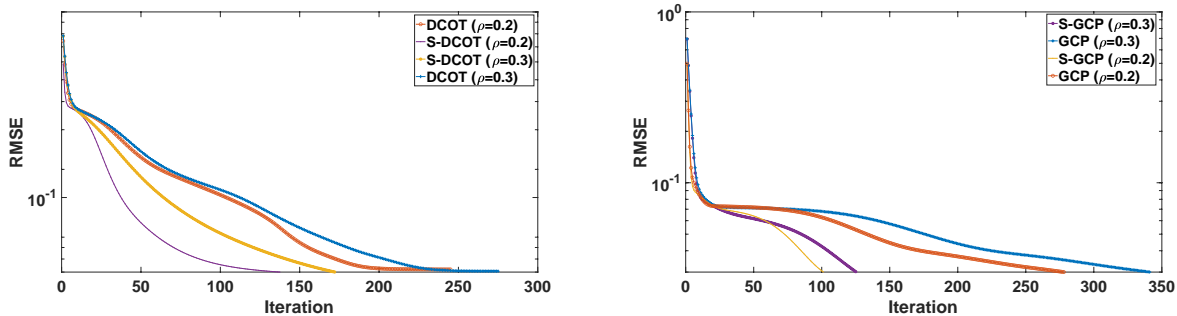 DCOT (ρ=0.2)
S-DCOT (ρ=0.2)
S-DCOT (ρ=0.3)
DCOT (ρ=0.3)
RMSE
10^-1
0 50 100 150 200 250 300
Iteration
S-GCP (ρ=0.3)
GCP (ρ=0.3)
S-GCP (ρ=0.2)
GCP (ρ=0.2)
RMSE
10^0
10^-1
0 50 100 150 200 250 300 350
Iteration